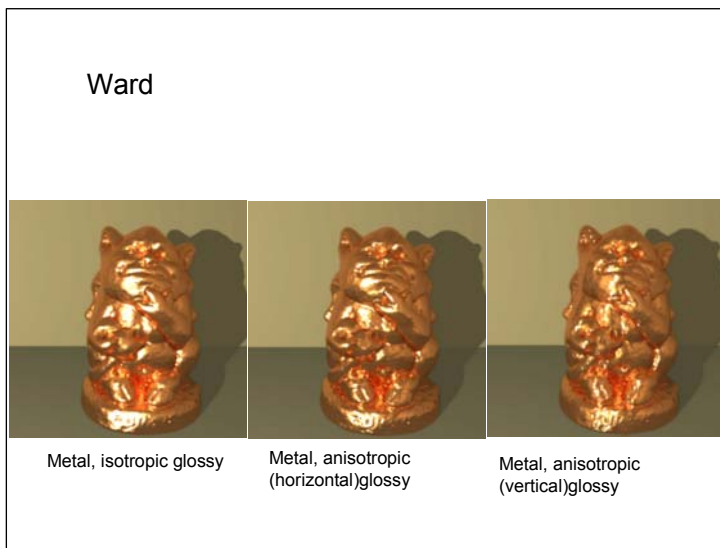 Ward
Metal, isotropic glossy
Metal, anisotropic
(horizontal)glossy
Metal, anisotropic
(vertical)glossy